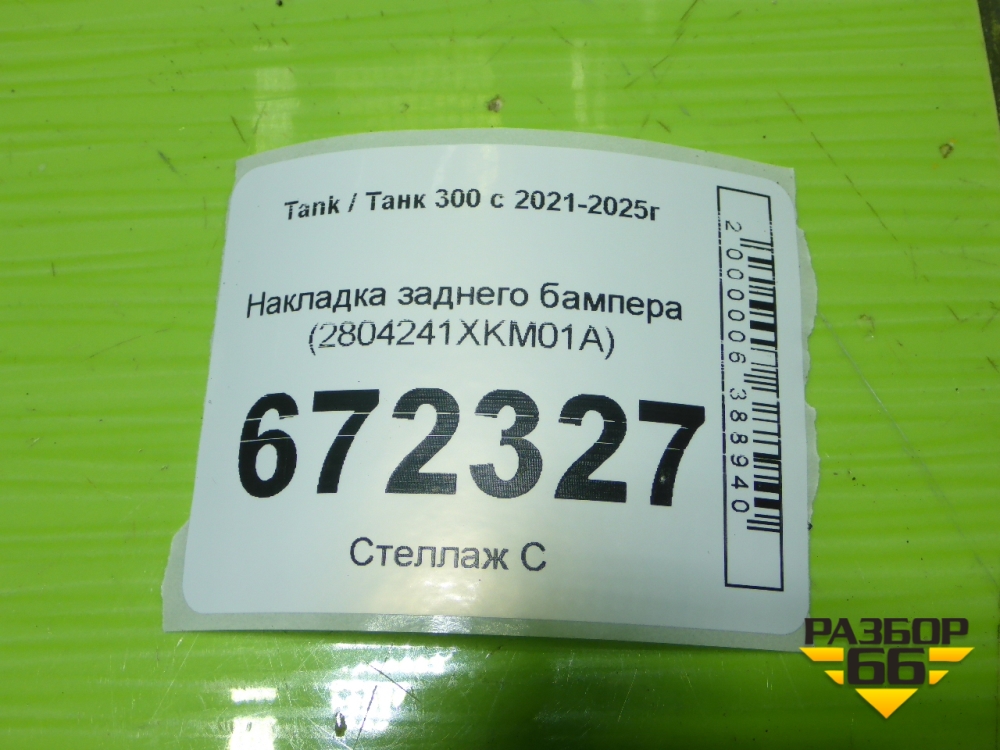 Tank / Танк 300 с 2021-2025г
Накладка заднего бампера
(2804241XKM01A)
672327
Стеллаж С
2000006388940
РАЗБОР
66